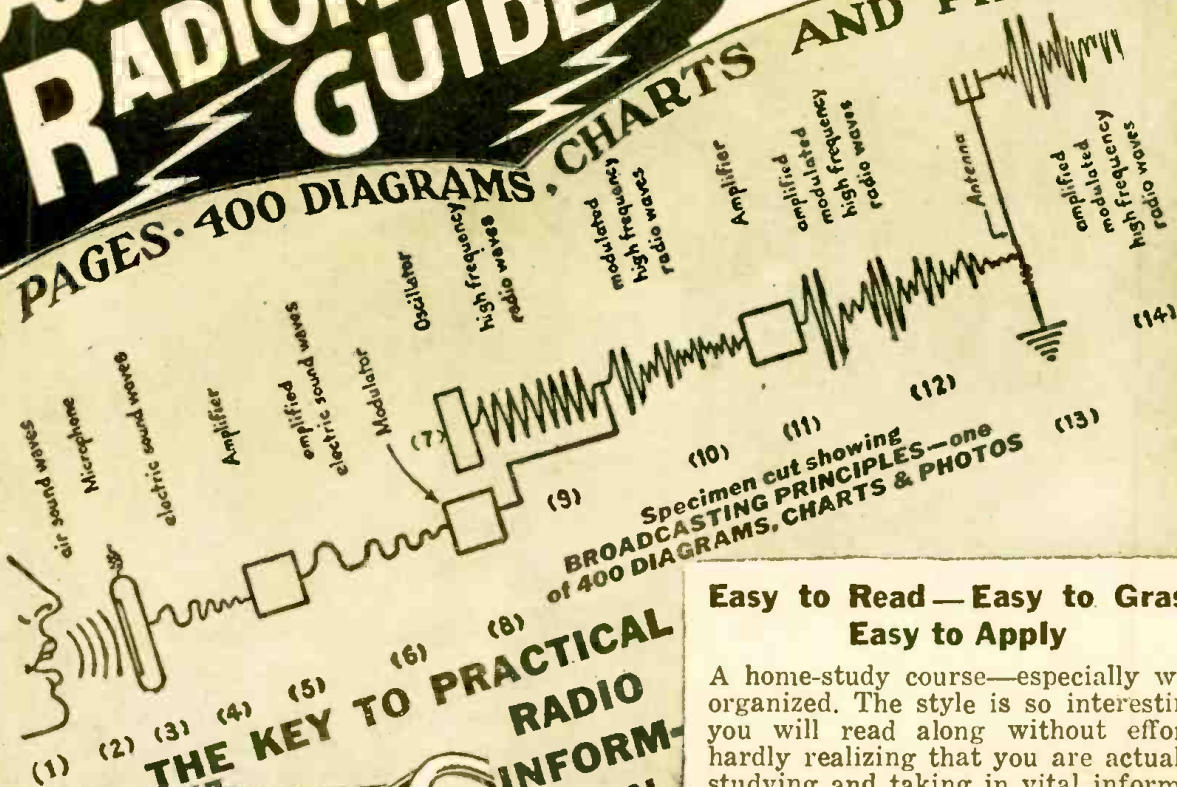 GUIDE
PAGES · 400 DIAGRAMS, CHARTS AND
air sound waves
Microphone
electric sound waves
Amplifier
amplified
electric sound waves
Modulator
Oscillator
high frequency
radio waves
modulated
high frequency
radio waves
Amplifier
amplified
modulated
high frequency
radio waves
Antenna
amplified
modulated
high frequency
radio waves
(1) (2) (3) (4) (5) (6) (7) (8) (9) (10) (11) (12) (13) (14)
Specimen cut showing
BROADCASTING PRINCIPLES—one
of 400 DIAGRAMS, CHARTS & PHOTOS
THE KEY TO PRACTICAL
RADIO
INFORM-
Easy to Read — Easy to
Easy to Apply
A home-study course—especially
organized. The style is so
you will read along without
hardly realizing that you are
studying and taking in vital